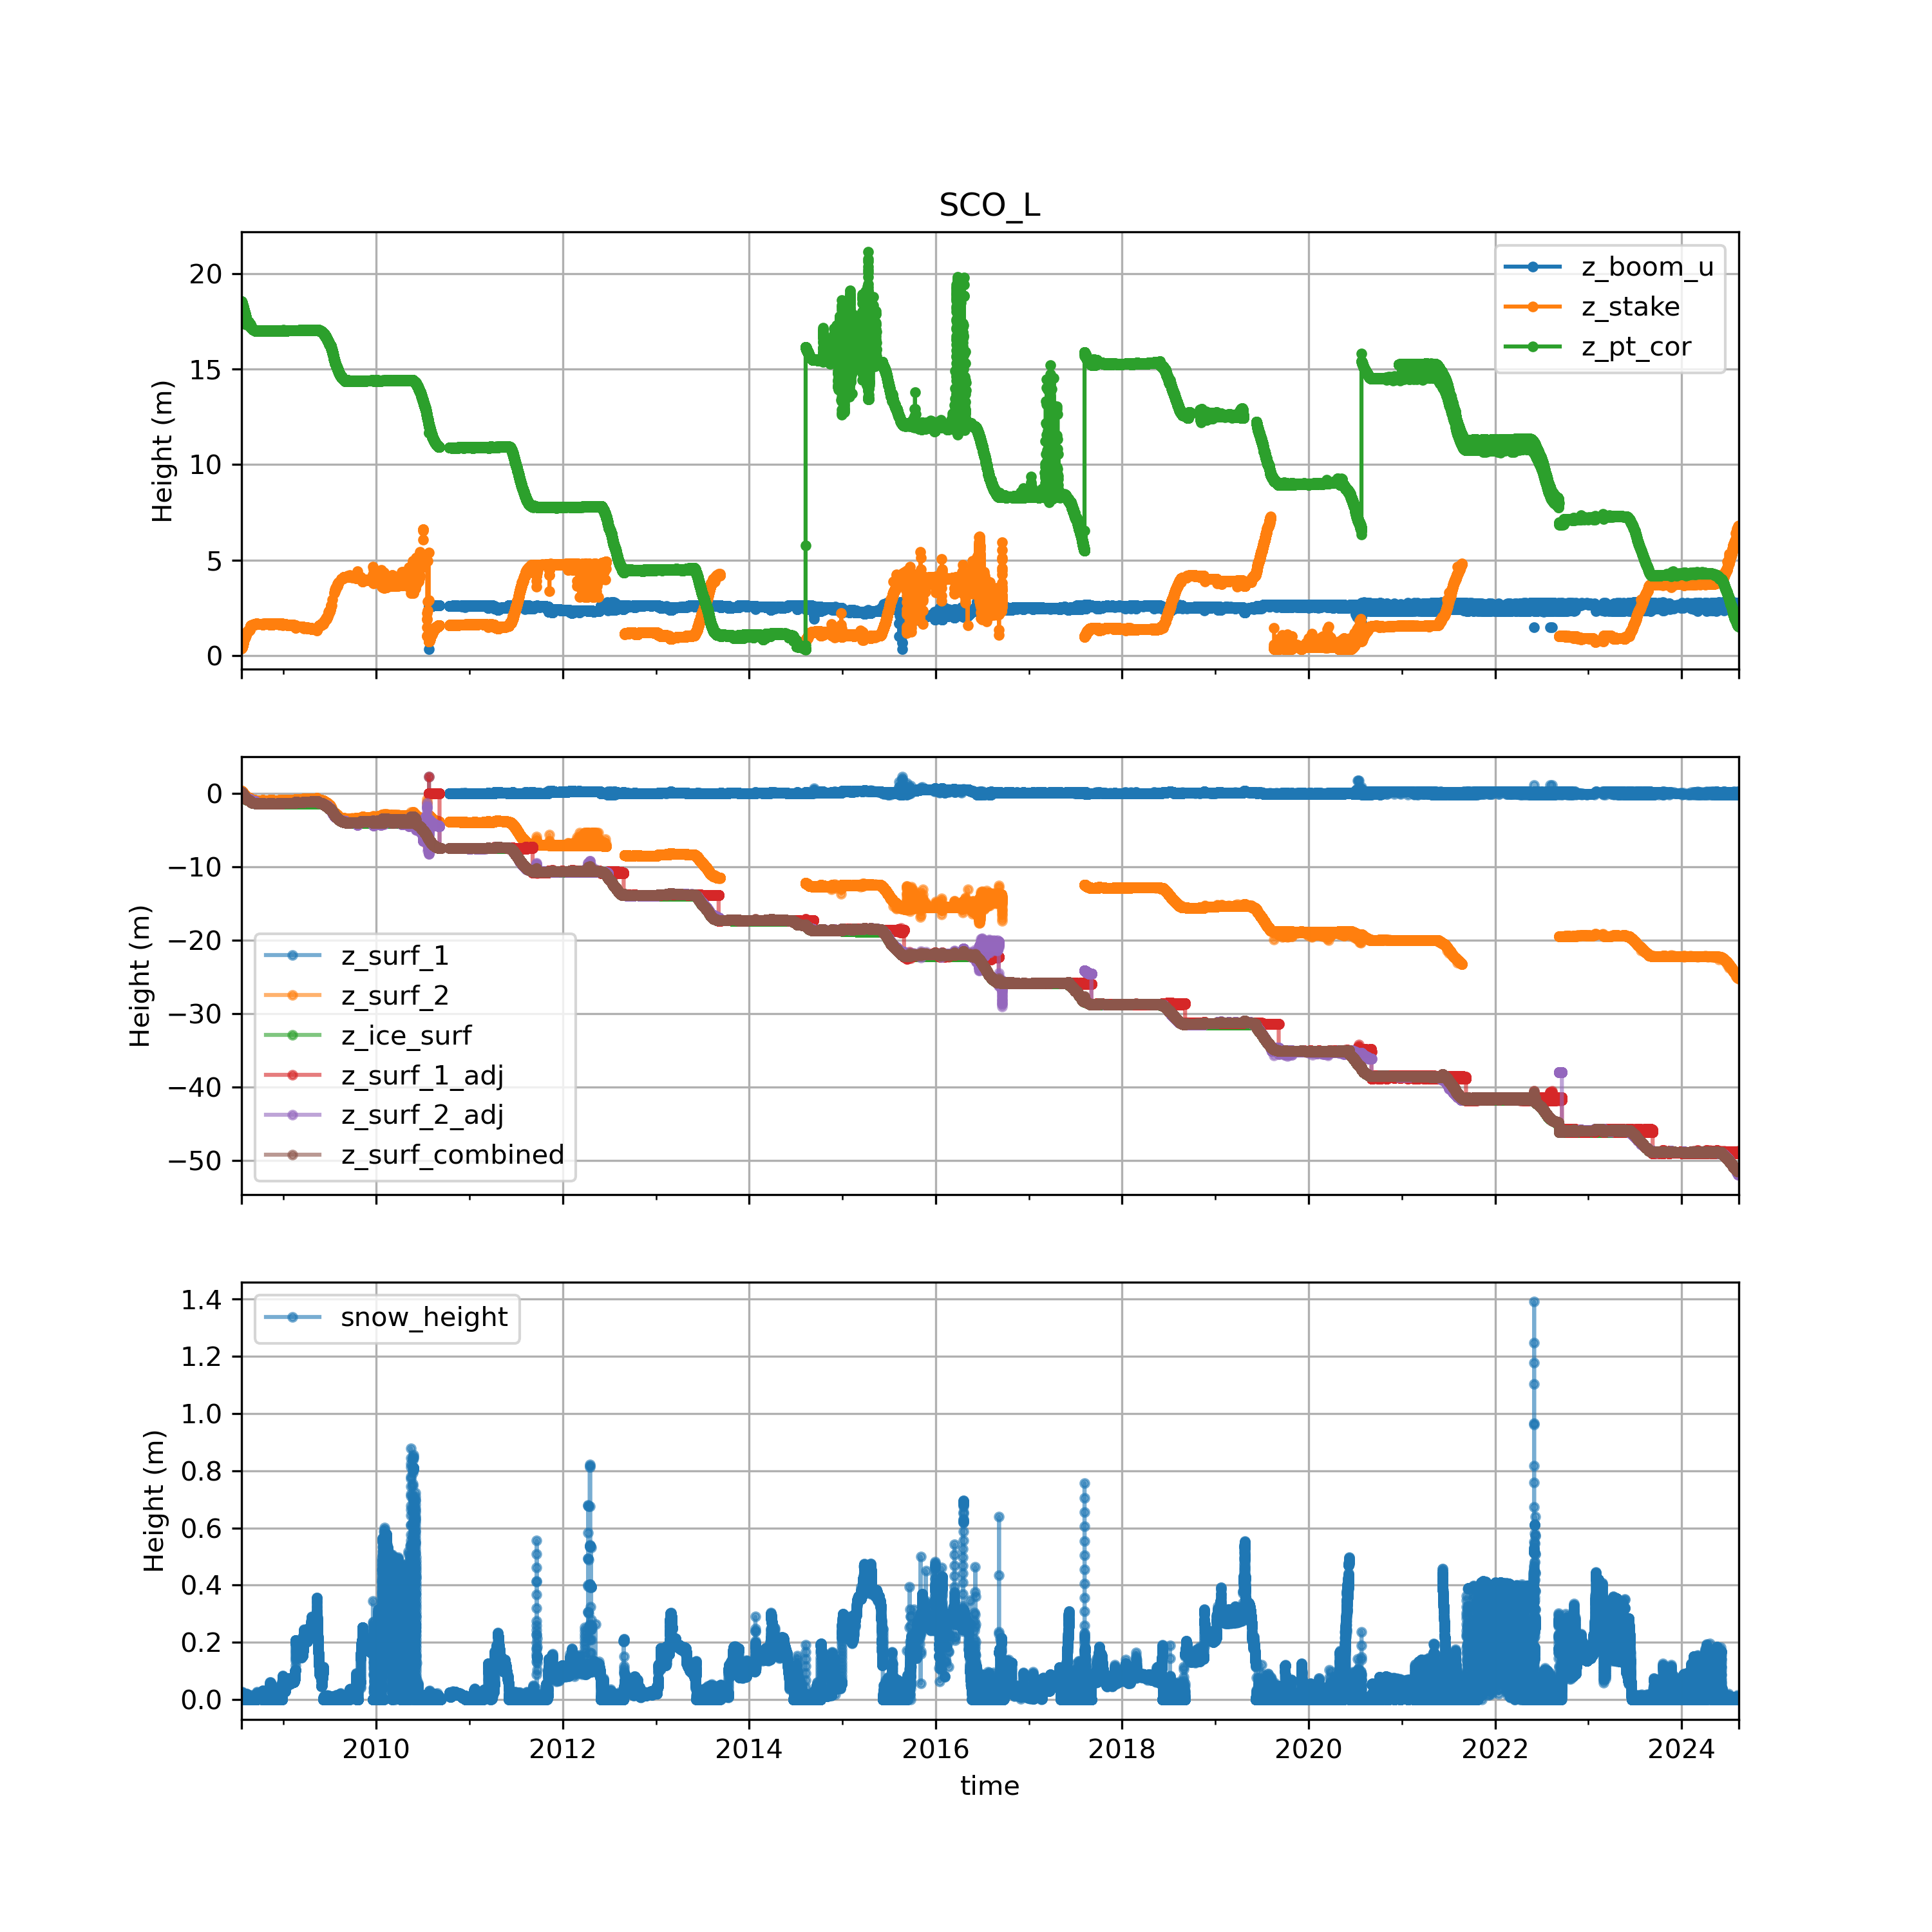 SCO_L
Height (m)
20
15
10
5
0
z_boom_u
z_stake
z_pt_cor
Height (m)
0
−10
−20
−30
−40
−50
z_surf_1
z_surf_2
z_ice_surf
z_surf_1_adj
z_surf_2_adj
z_surf_combined
Height (m)
1.4
1.2
1.0
0.8
0.6
0.4
0.2
0.0
snow_height
2010 2012 2014 2016 2018 2020 2022 2024
time